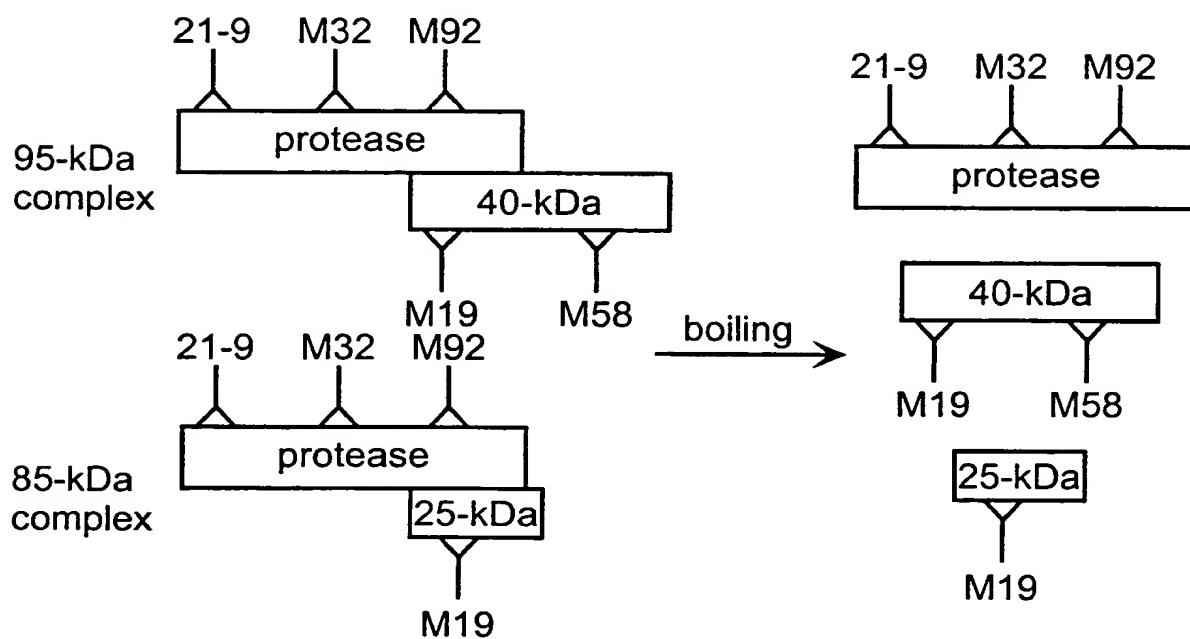 21-9 M32 M92
protease
95-kDa
complex
40-kDa
M19 M58
21-9 M32 M92
protease
85-kDa
complex
25-kDa
M19
boiling
21-9 M32 M92
protease
40-kDa
M19 M58
25-kDa
M19